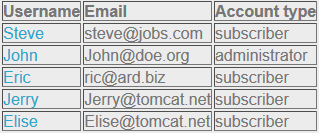 Username Email Account type
Steve steve@jobs.com subscriber
John John@doe.org administrator
Eric ric@ard.biz subscriber
Jerry Jerry@tomcat.net subscriber
Elise Elise@tomcat.net subscriber